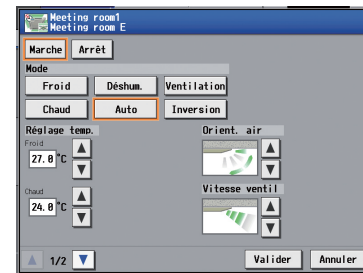 Meeting room1
Meeting room E
Marche Arrêt
Mode
Froid Déshum. Ventilation
Chaud Auto Inversion
Réglage temp. Orient. air
Froid
27.0 °C
Chaud Vitesse ventil
24.0 °C
1/2 Valider Annuler